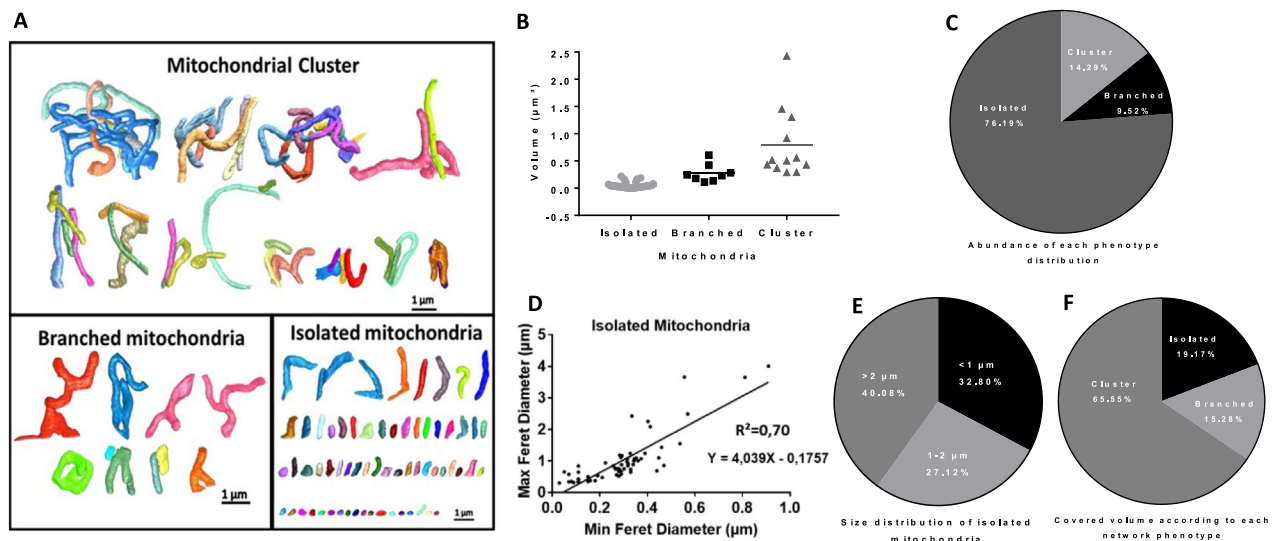 A
Mitochondrial Cluster
1 µm
Branched mitochondria
1 µm
Isolated mitochondria
1 µm
B
Volume (µm³)
2.5
2.0
1.5
1.0
0.5
0.0
-0.5
Isolated Branched Cluster
Mitochondria
C
Cluster
14.29%
Branched
9.52%
Isolated
76.19%
Abundance of each phenotype
distribution
D
Isolated Mitochondria
Max Feret Diameter (µm)
5
4
3
2
1
0
R²=0,70
Y = 4,039X - 0,1757
0.0 0.2 0.4 0.6 0.8 1.0
Min Feret Diameter (µm)
E
<1 µm
32.80%
>2 µm
40.08%
1-2 µm
27.12%
Size distribution of isolated
mitochondria
F
Isolated
19.17%
Cluster
65.55%
Branched
15.28%
Covered volume according to each
network phenotype